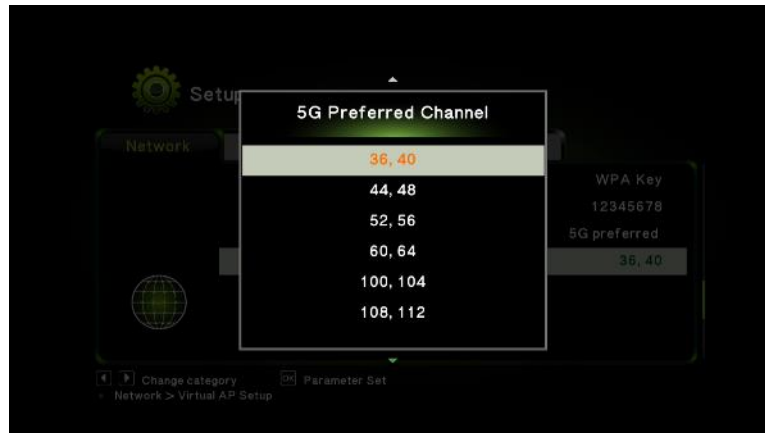 Setup
5G Preferred Channel
Network
36, 40
44, 48
52, 56
60, 64
100, 104
108, 112
WPA Key
12345678
5G preferred
36, 40
Change category
OK Parameter Set
Network > Virtual AP Setup